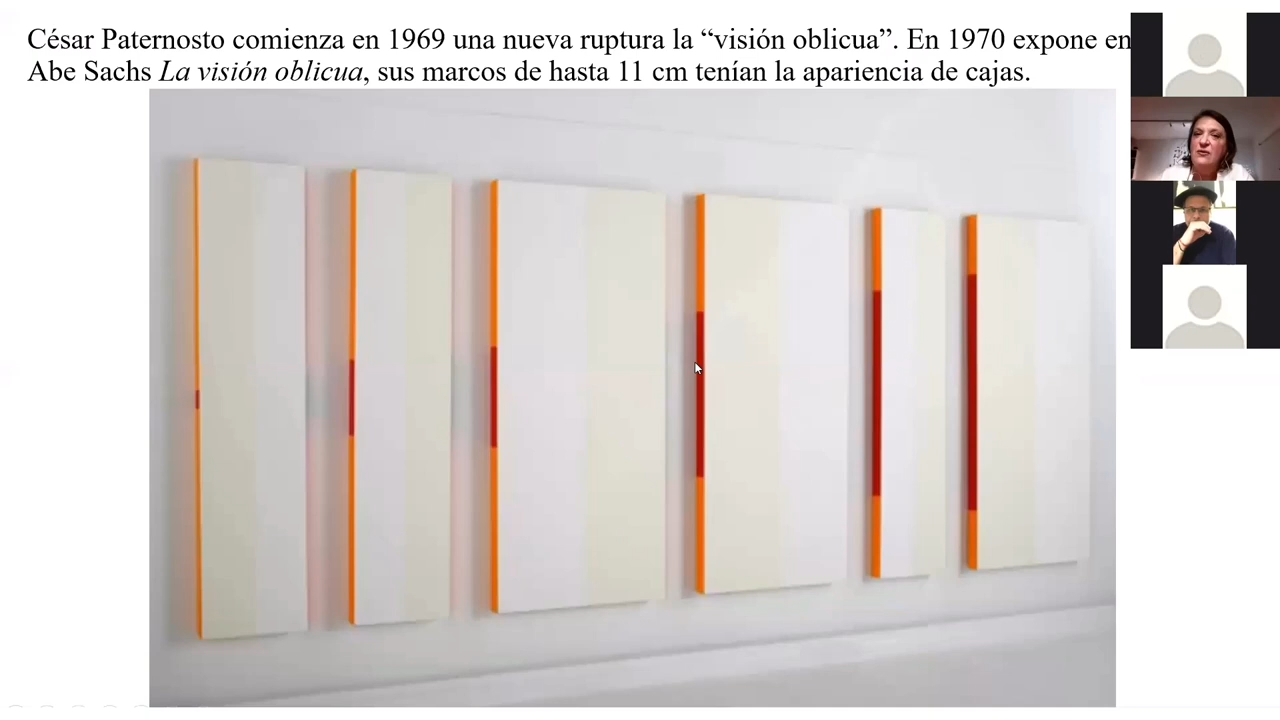 César Paternosto comienza en 1969 una nueva ruptura la “visión oblicua”. En 1970 expone en
Abe Sachs La visión oblicua, sus marcos de hasta 11 cm tenían la apariencia de cajas.